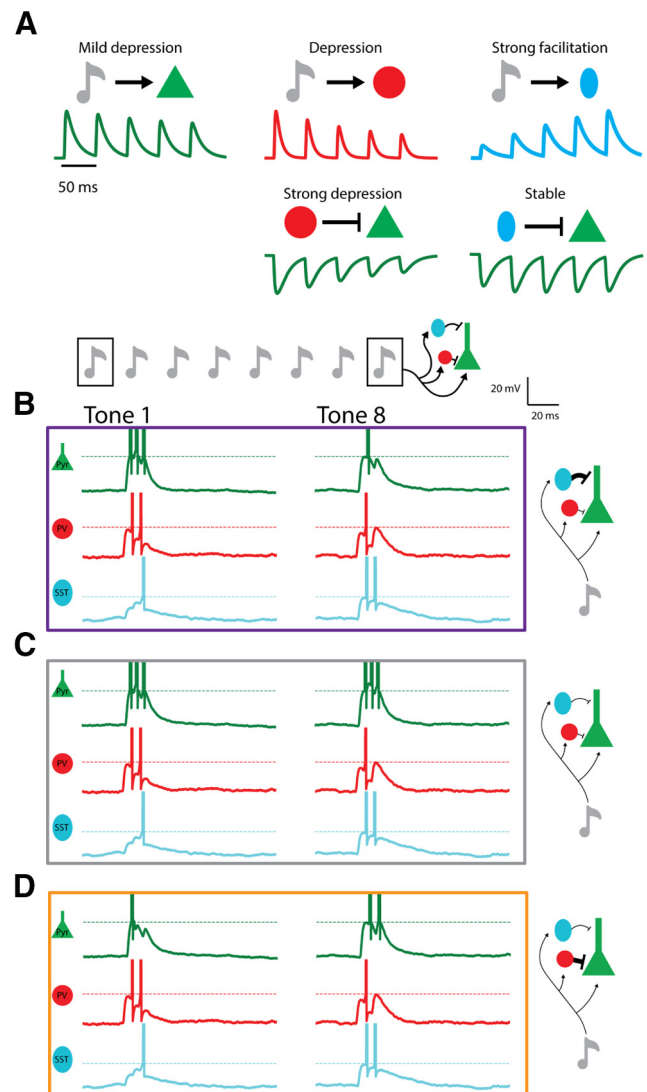 A
Mild depression
Depression
Strong facilitation
50 ms
Strong depression
Stable
20 mV
20 ms
B
Tone 1
Tone 8
Pyr
PV
SST
C
Pyr
PV
SST
D
Pyr
PV
SST